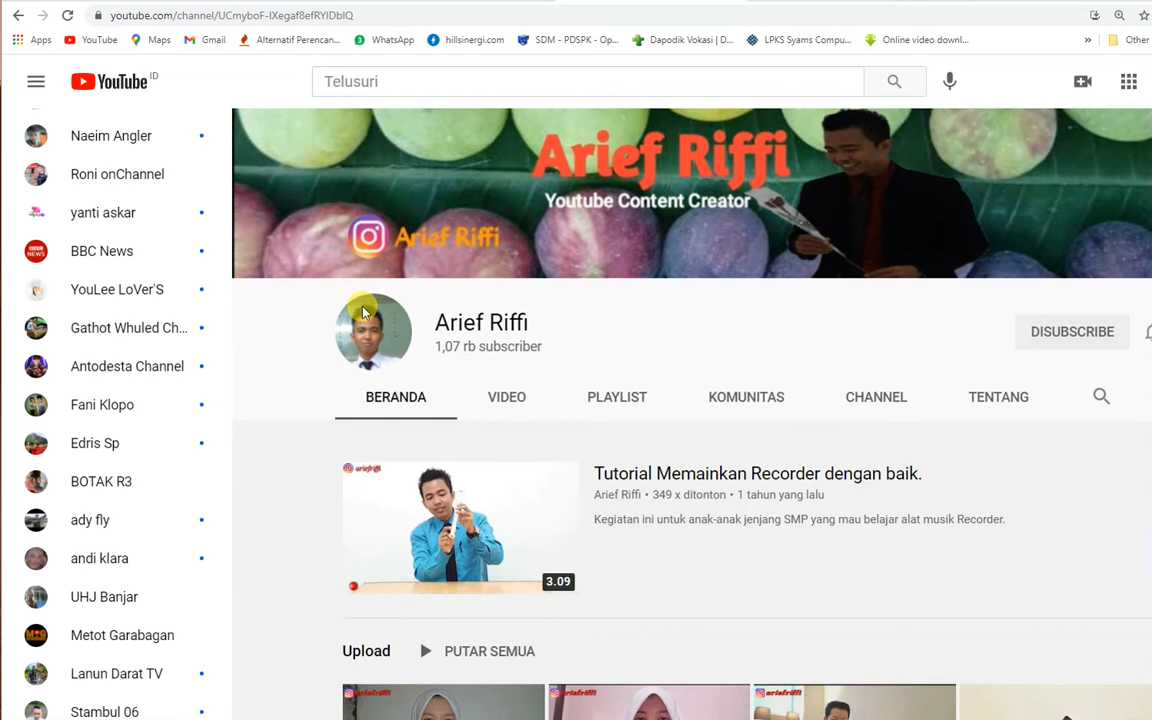 youtube.com/channel/UCmyboF-IXegaf8efRYIDbIQ
Apps YouTube Maps Gmail Alternatif Perencan... WhatsApp hillsinergi.com SDM - PDSPK - Op... Dapodik Vokasi | D... LPKS Syams Compu... Online video downl... » Other
YouTube ID
Telusuri
Naeim Angler
Roni onChannel
yanti askar
BBC News
YouLee LoVer'S
Gathot Whuled Ch...
Antodesta Channel
Fani Klopo
Edris Sp
BOTAK R3
ady fly
andi klara
UHJ Banjar
Metot Garabagan
Lanun Darat TV
Stambul 06
Arief Riffi
Youtube Content Creator
Arief Riffi
Arief Riffi
1,07 rb subscriber
DISUBSCRIBE
BERANDA VIDEO PLAYLIST KOMUNITAS CHANNEL TENTANG
ariefriffi
3.09
Tutorial Memainkan Recorder dengan baik.
Arief Riffi • 349 x ditonton • 1 tahun yang lalu
Kegiatan ini untuk anak-anak jenjang SMP yang mau belajar alat musik Recorder.
Upload PUTAR SEMUA
ariefriffi ariefriffi ariefriffi